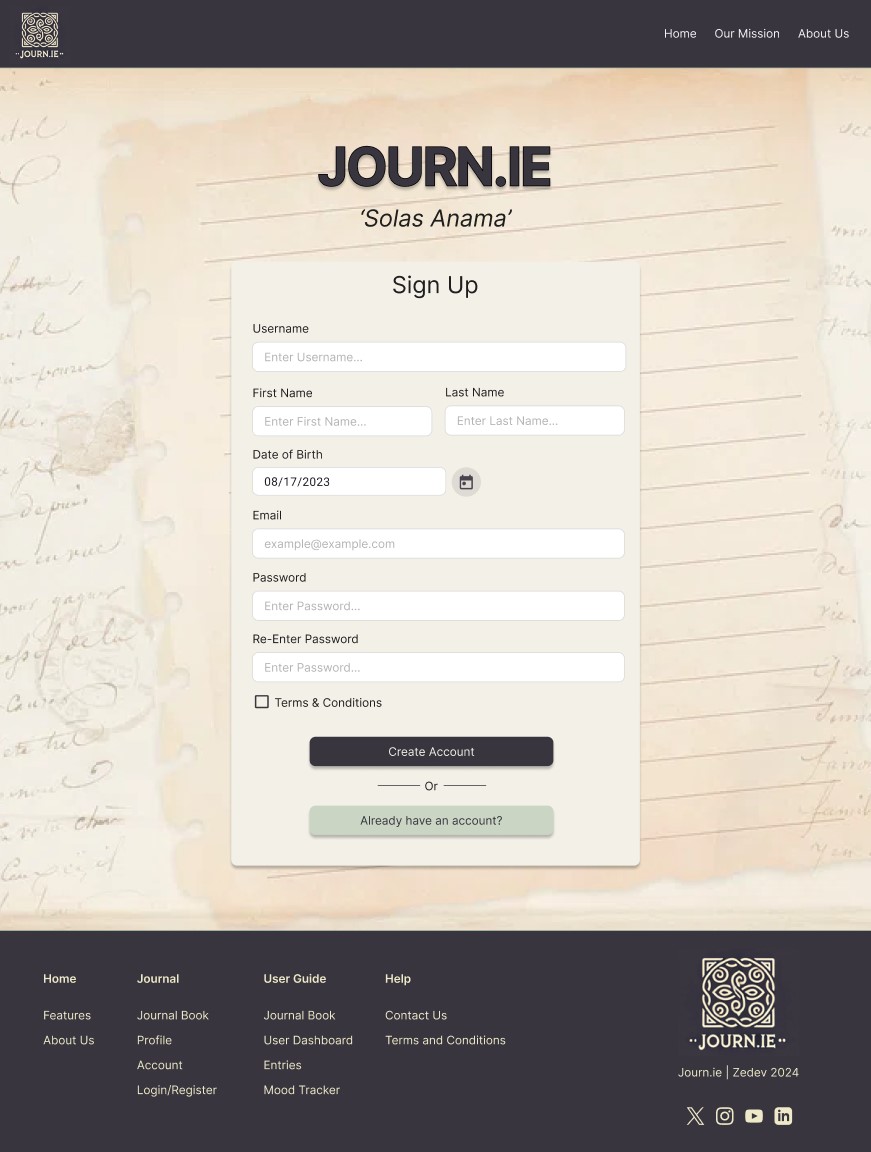 ··JOURN.IE··
Home Our Mission About Us
JOURN.IE
‘Solas Anama’
Sign Up
Username
Enter Username...
First Name Last Name
Enter First Name... Enter Last Name...
Date of Birth
08/17/2023
Email
example@example.com
Password
Enter Password...
Re-Enter Password
Enter Password...
Terms & Conditions
Create Account
Or
Already have an account?
depuis
Home Journal User Guide Help
Features Journal Book Journal Book Contact Us
About Us Profile User Dashboard Terms and Conditions
Account Entries
Login/Register Mood Tracker
··JOURN.IE··
Journ.ie | Zedev 2024